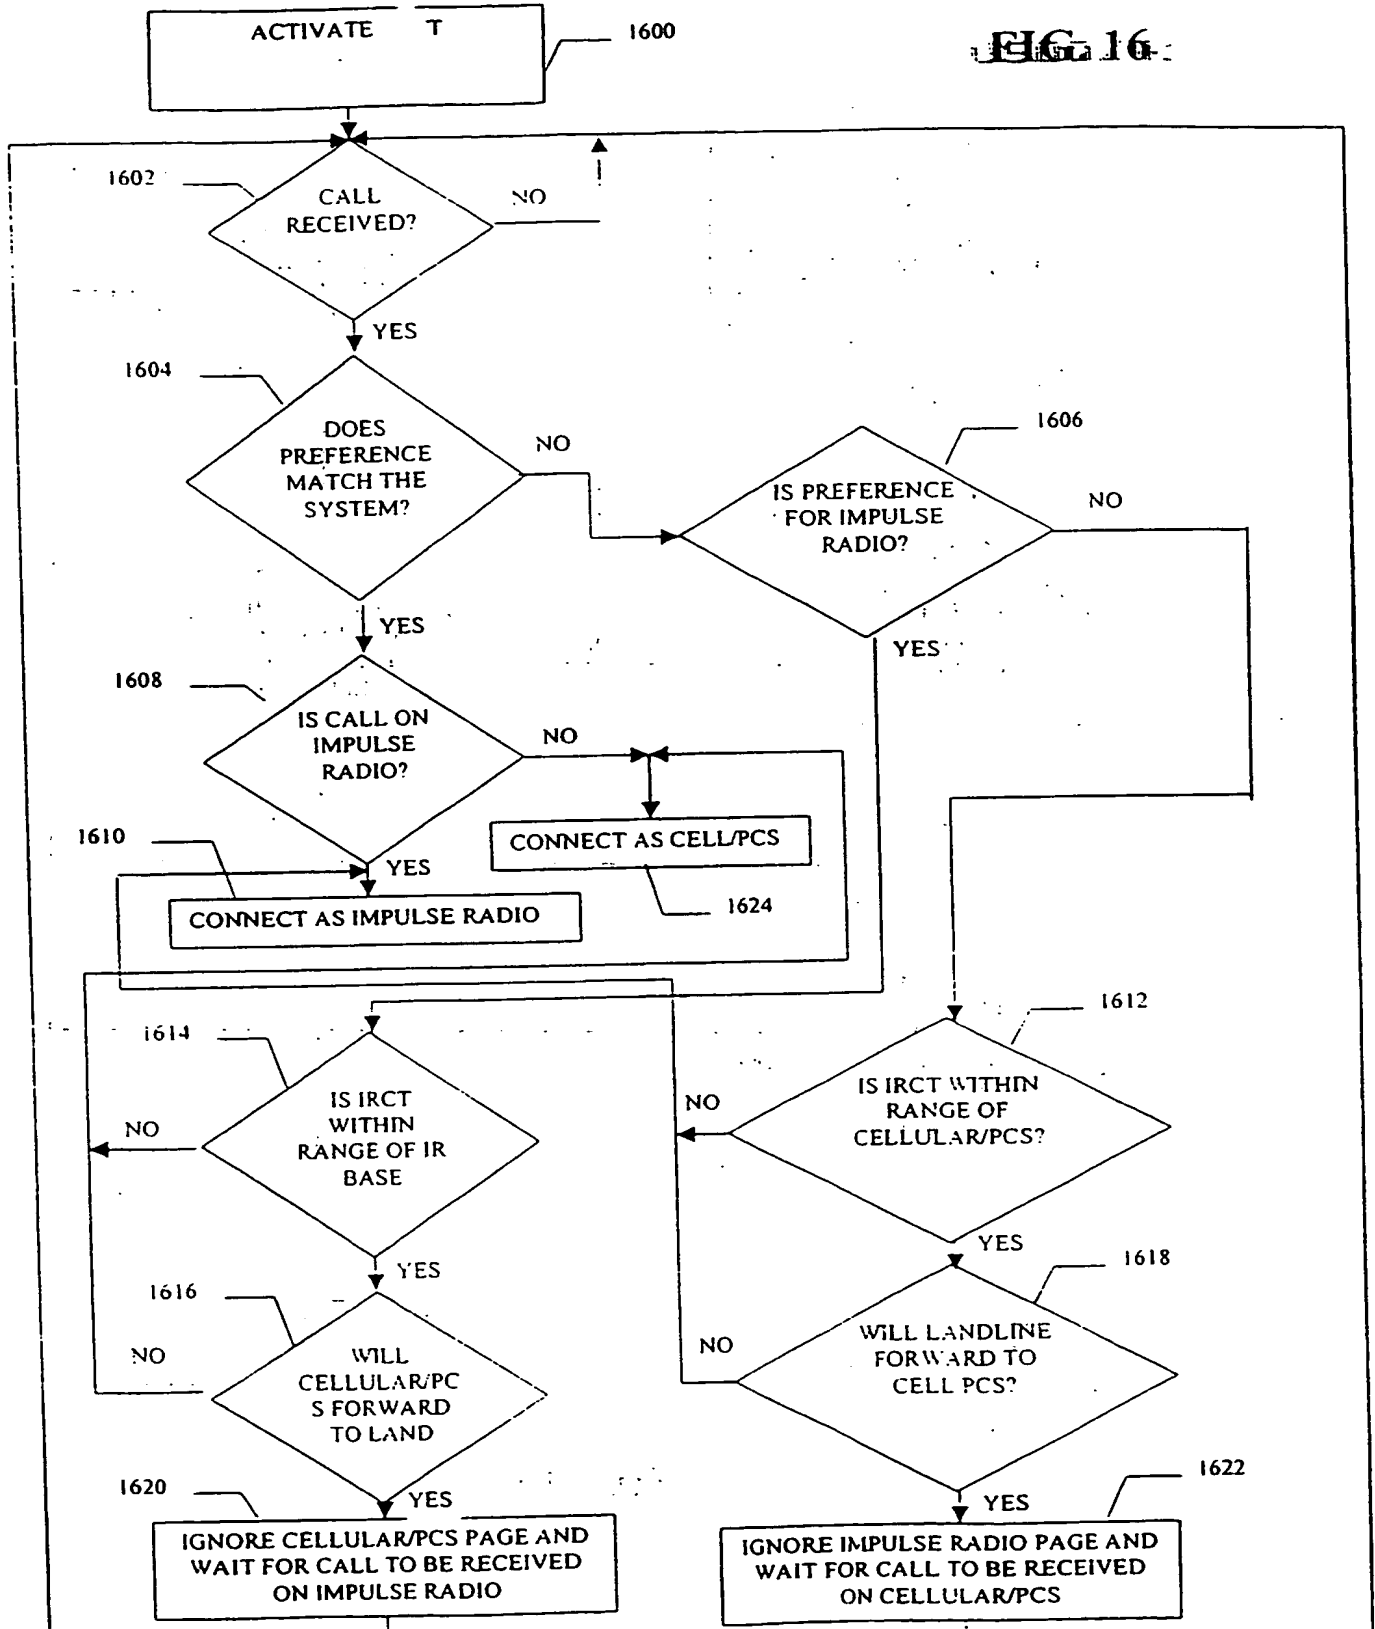 FIG. 16
ACTIVATE T
1600
1602
CALL
RECEIVED?
NO
YES
1604
DOES
PREFERENCE
MATCH THE
SYSTEM?
NO
1606
IS PREFERENCE
FOR IMPULSE
RADIO?
NO
YES
YES
1608
IS CALL ON
IMPULSE
RADIO?
NO
CONNECT AS CELL/PCS
1624
1610
YES
CONNECT AS IMPULSE RADIO
1614
IS IRCT
WITHIN
RANGE OF IR
BASE
NO
YES
1612
IS IRCT WITHIN
RANGE OF
CELLULAR/PCS?
NO
YES
1616
WILL
CELLULAR/PC
S FORWARD
TO LAND
NO
YES
1618
WILL LANDLINE
FORWARD TO
CELL PCS?
NO
YES
1620
IGNORE CELLULAR/PCS PAGE AND
WAIT FOR CALL TO BE RECEIVED
ON IMPULSE RADIO
1622
IGNORE IMPULSE RADIO PAGE AND
WAIT FOR CALL TO BE RECEIVED
ON CELLULAR/PCS